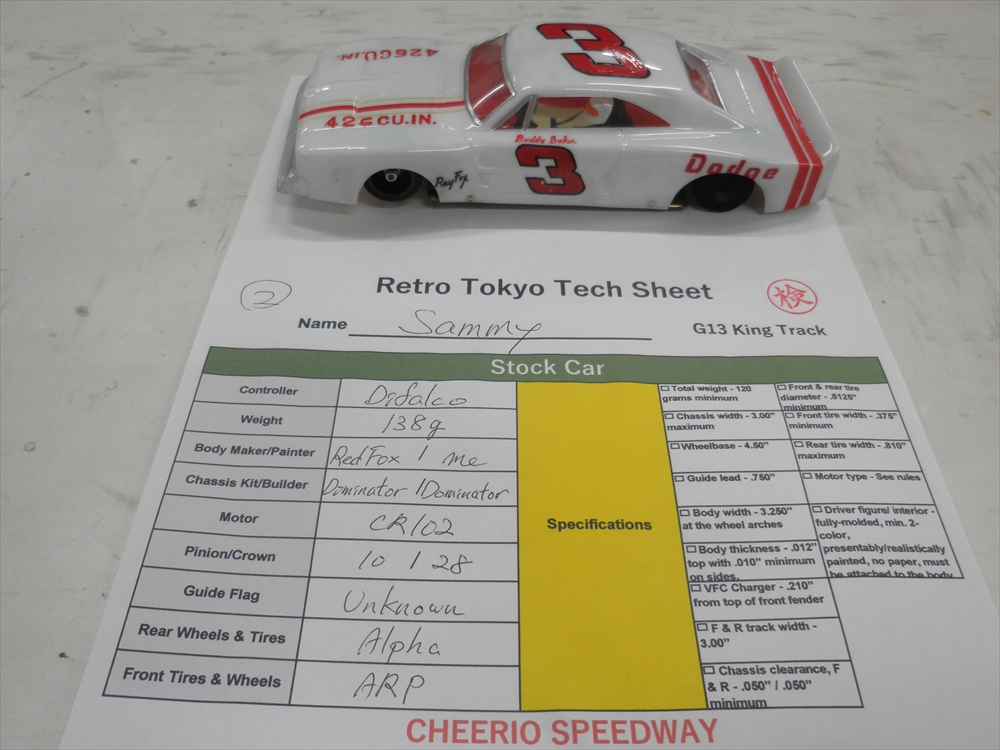 426CU.IN.
3
426CU.IN.
Buddy Baker
3
Ray Fox
Dodge
2
Retro Tokyo Tech Sheet
検
Name Sammy
G13 King Track
Stock Car
Controller Difalco
Weight 138g
Body Maker/Painter RedFox / me
Chassis Kit/Builder Dominator / Dominator
Motor CR102
Pinion/Crown 10 / 28
Guide Flag Unknown
Rear Wheels & Tires Alpha
Front Tires & Wheels ARP
Specifications
☐ Total weight - 120
grams minimum
☐ Chassis width - 3.00"
maximum
☐ Wheelbase - 4.50"
☐ Guide lead - .750"
☐ Body width - 3.250"
at the wheel arches
☐ Body thickness - .012"
top with .010" minimum
on sides.
☐ VFC Charger - .210"
from top of front fender
☐ F & R track width -
3.00"
☐ Chassis clearance, F
& R - .050" / .050"
minimum
☐ Front & rear tire
diameter - .8125"
minimum
☐ Front tire width - .375"
minimum
☐ Rear tire width - .810"
maximum
☐ Motor type - See rules
☐ Driver figure/ interior -
fully-molded, min. 2-
color,
presentably/realistically
painted, no paper, must
be attached to the body
CHEERIO SPEEDWAY